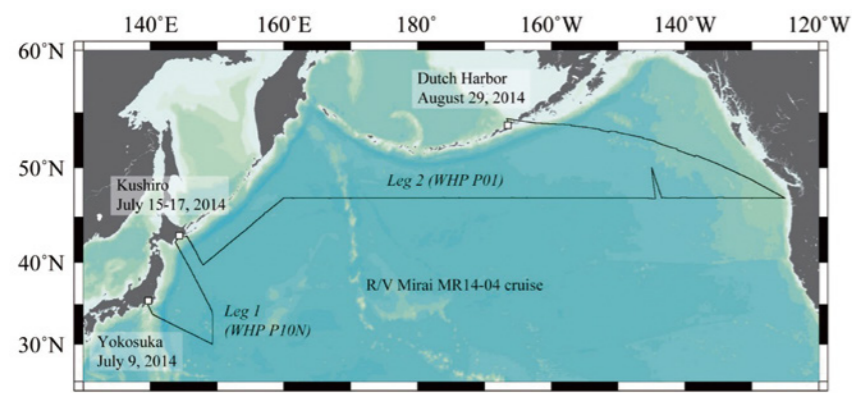 140°E 160°E 180° 160°W 140°W 120°W
60°N
Dutch Harbor
August 29, 2014
50°N
Kushiro
July 15-17, 2014
Leg 2 (WHP P01)
40°N
R/V Mirai MR14-04 cruise
Leg 1
(WHP P10N)
30°N
Yokosuka
July 9, 2014